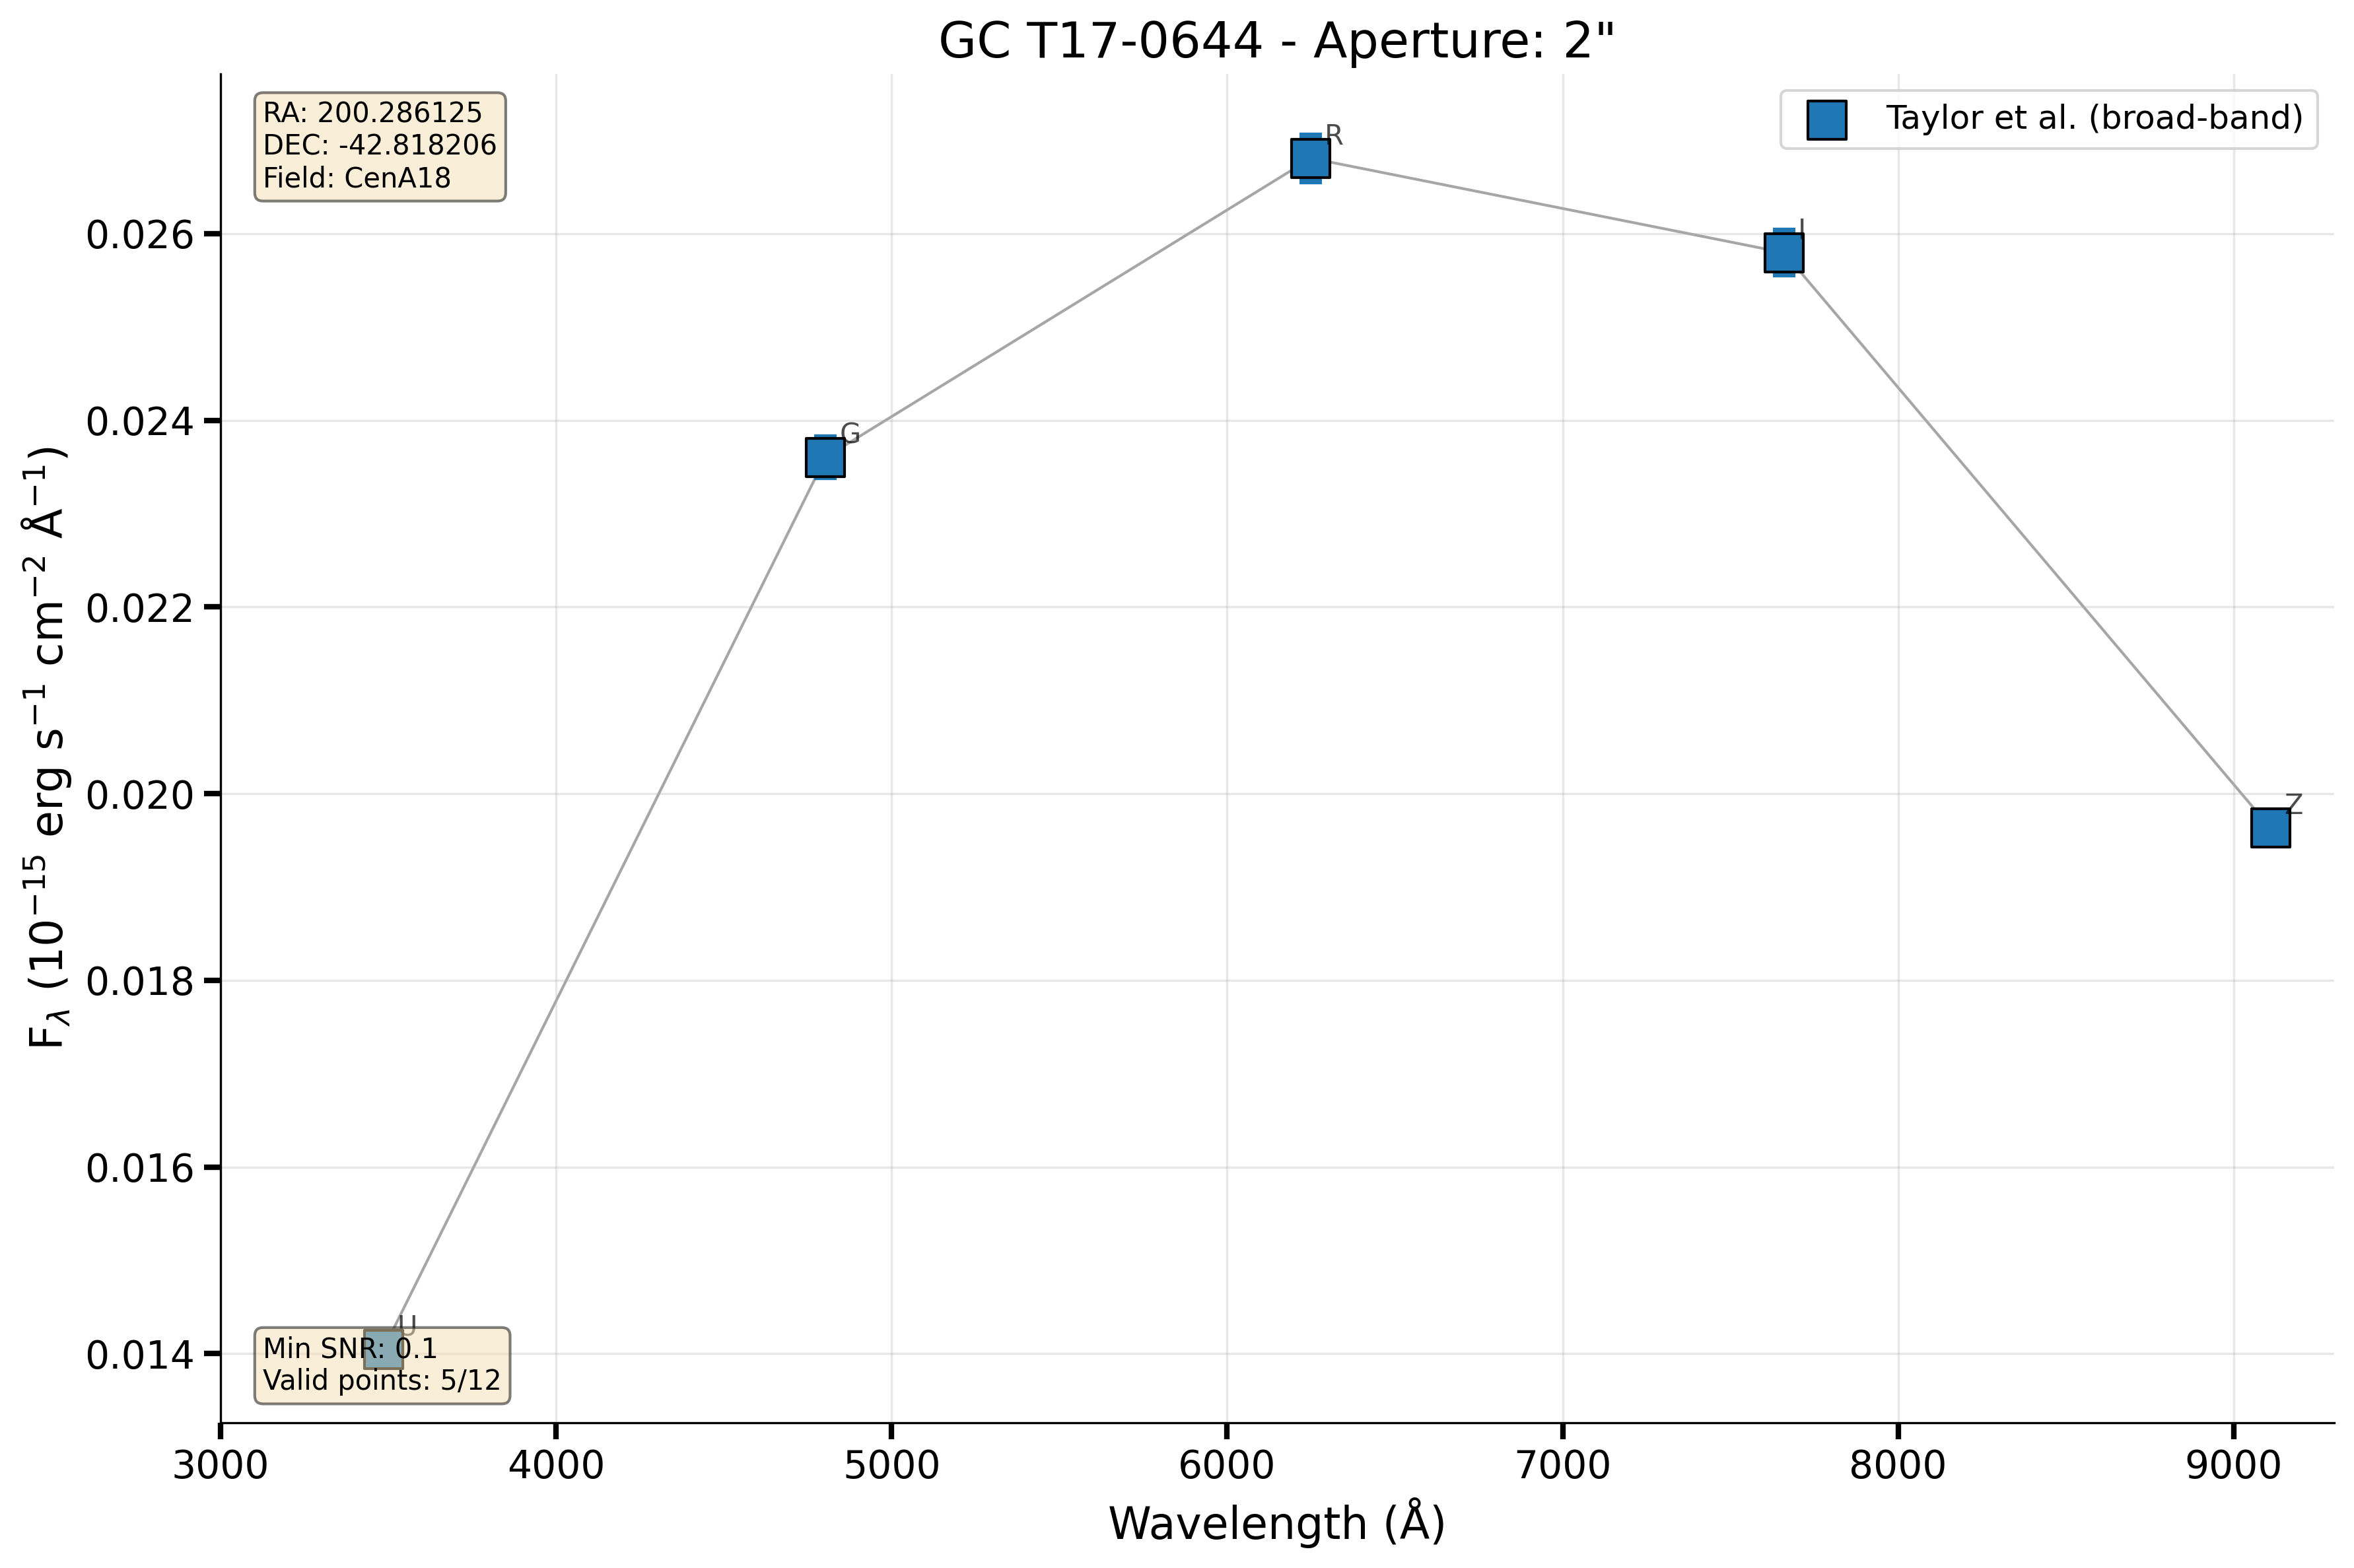 GC T17-0644 - Aperture: 2"
RA: 200.286125
DEC: -42.818206
Field: CenA18
Taylor et al. (broad-band)
R
I
G
Z
U
Min SNR: 0.1
Valid points: 5/12
0.026
0.024
0.022
0.020
0.018
0.016
0.014
F_λ (10⁻¹⁵ erg s⁻¹ cm⁻² Å⁻¹)
3000 4000 5000 6000 7000 8000 9000
Wavelength (Å)